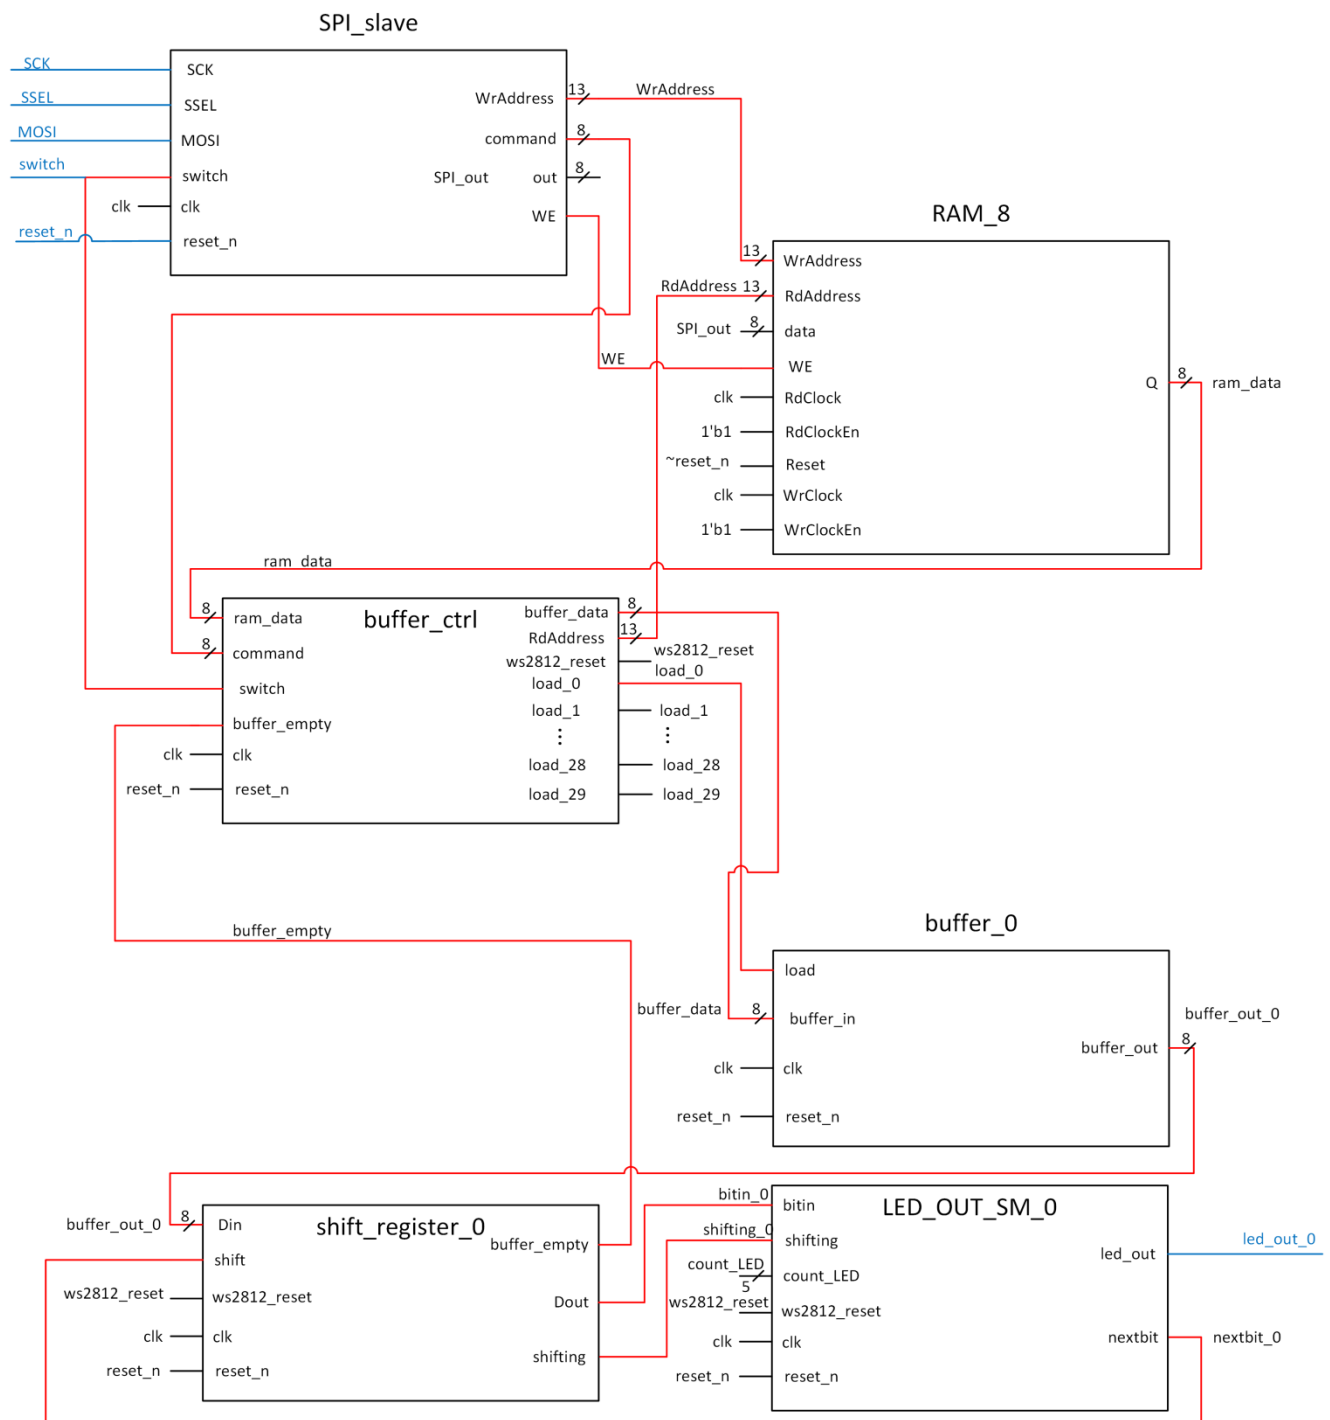 SPI_slave
SCK
SCK
SSEL
SSEL
MOSI
MOSI
switch
switch
clk
clk
reset_n
reset_n
WrAddress
13
WrAddress
command
8
SPI_out
out
8
WE
RAM_8
13
WrAddress
RdAddress
13
RdAddress
SPI_out
8
data
WE
WE
clk
RdClock
1'b1
RdClockEn
~reset_n
Reset
clk
WrClock
1'b1
WrClockEn
Q
8
ram_data
ram_data
buffer_ctrl
8
ram_data
8
command
switch
buffer_empty
clk
clk
reset_n
reset_n
buffer_data
8
RdAddress
13
ws2812_reset
ws2812_reset
load_0
load_0
load_1
load_1
⋮
⋮
load_28
load_28
load_29
load_29
buffer_empty
buffer_0
load
buffer_data
8
buffer_in
clk
clk
reset_n
reset_n
buffer_out
8
buffer_out_0
shift_register_0
buffer_out_0
8
Din
shift
ws2812_reset
ws2812_reset
clk
clk
reset_n
reset_n
buffer_empty
Dout
shifting
LED_OUT_SM_0
bitin_0
bitin
shifting_0
shifting
count_LED
5
count_LED
ws2812_reset
ws2812_reset
clk
clk
reset_n
reset_n
led_out
led_out_0
nextbit
nextbit_0